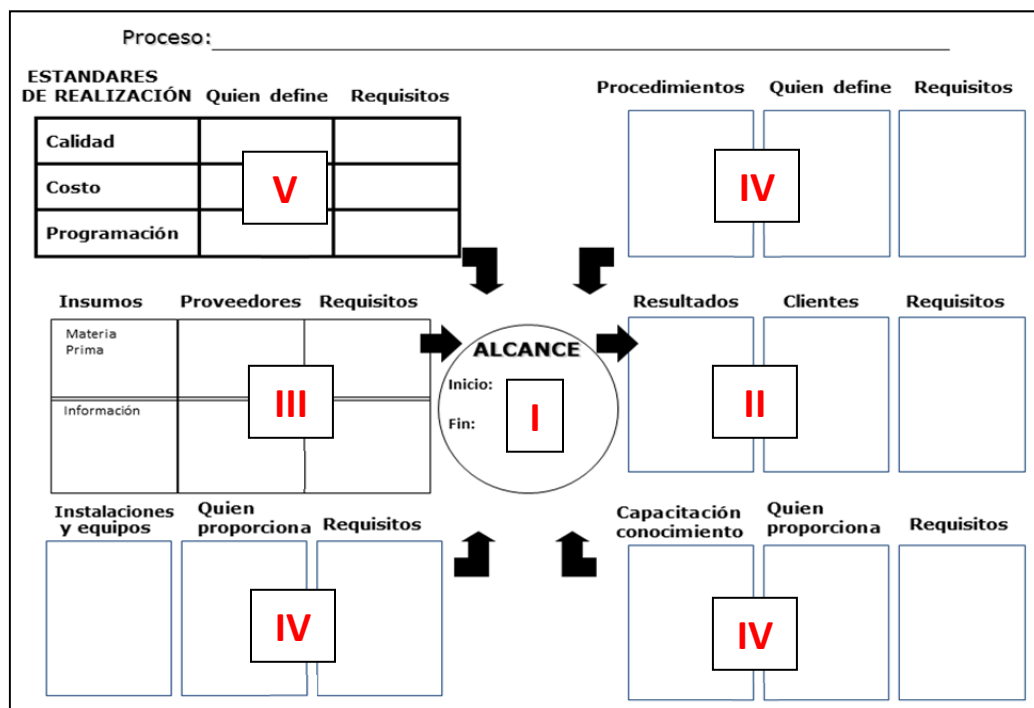 Proceso:
ESTANDARES
DE REALIZACIÓN Quien define Requisitos
Calidad
Costo
Programación
V
Procedimientos Quien define Requisitos
IV
Insumos Proveedores Requisitos
Materia
Prima
Información
III
ALCANCE
Inicio:
Fin:
I
Resultados Clientes Requisitos
II
Instalaciones
y equipos
Quien
proporciona
Requisitos
IV
Capacitación
conocimiento
Quien
proporciona
Requisitos
IV